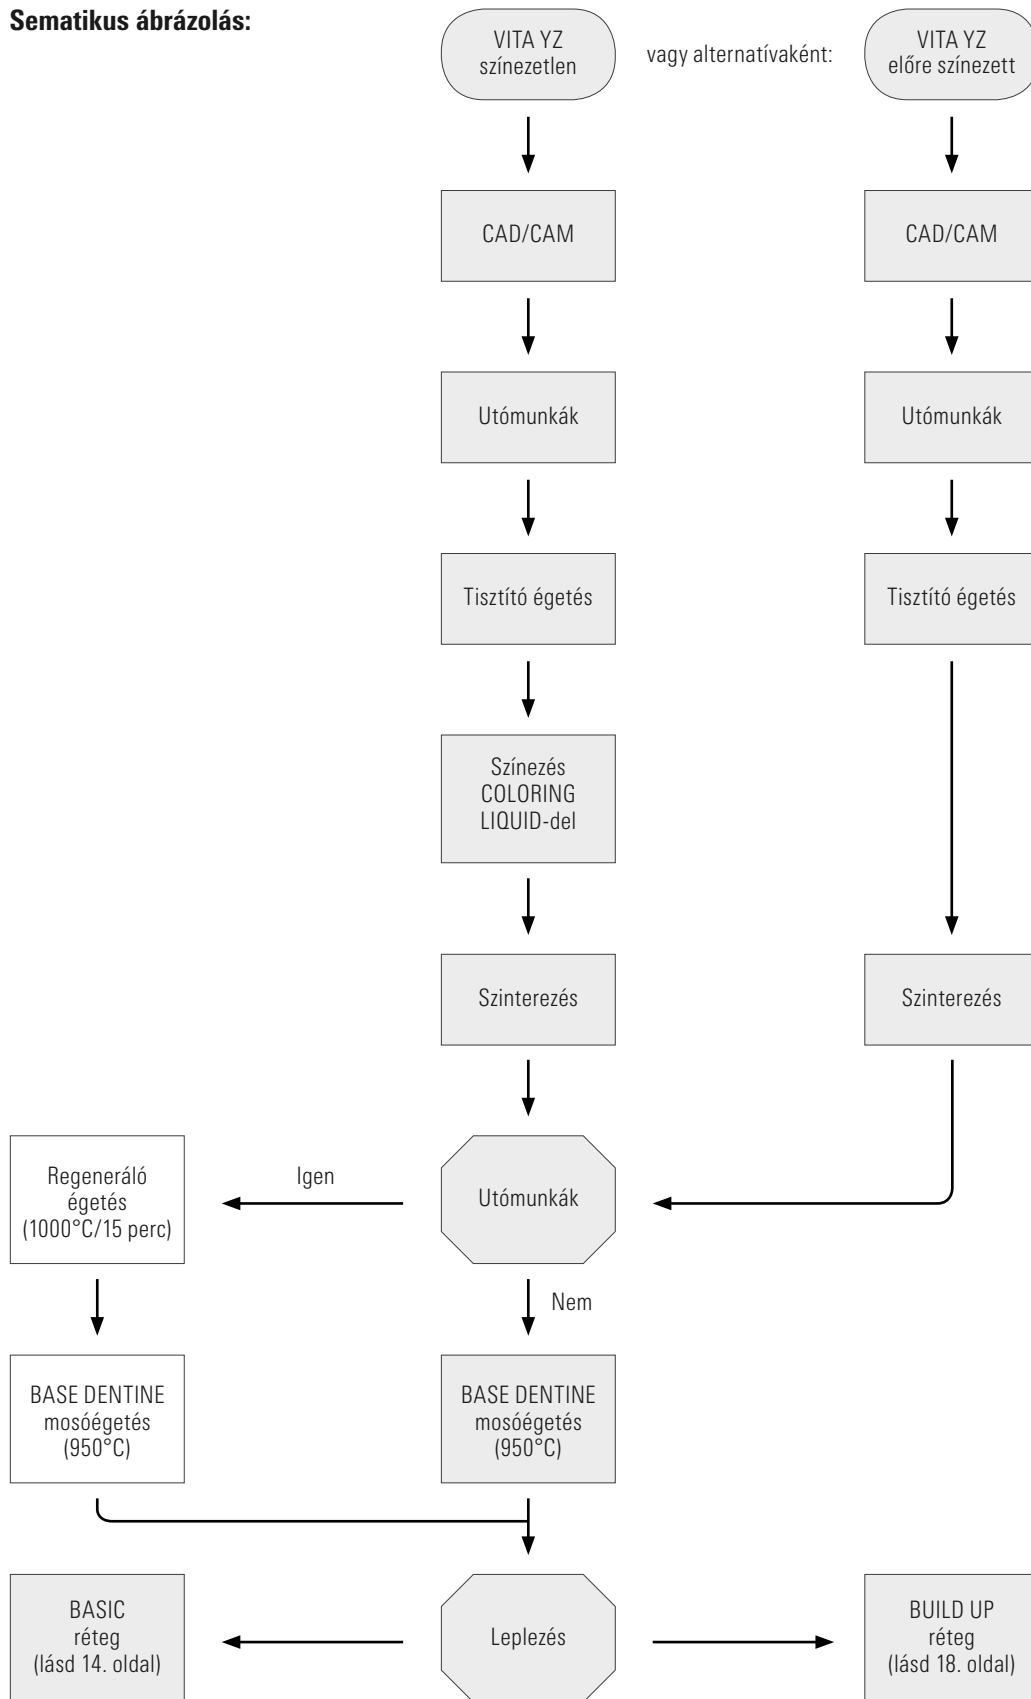 Sematikus ábrázolás:
VITA YZ
színezetlen
vagy alternatívaként:
VITA YZ
előre színezett
CAD/CAM
CAD/CAM
Utómunkák
Utómunkák
Tisztító égetés
Tisztító égetés
Színezés
COLORING
LIQUID-del
Szinterezés
Szinterezés
Regeneráló
égetés
(1000°C/15 perc)
Igen
Utómunkák
Nem
BASE DENTINE
mosóégetés
(950°C)
BASE DENTINE
mosóégetés
(950°C)
BASIC
réteg
(lásd 14. oldal)
Leplezés
BUILD UP
réteg
(lásd 18. oldal)